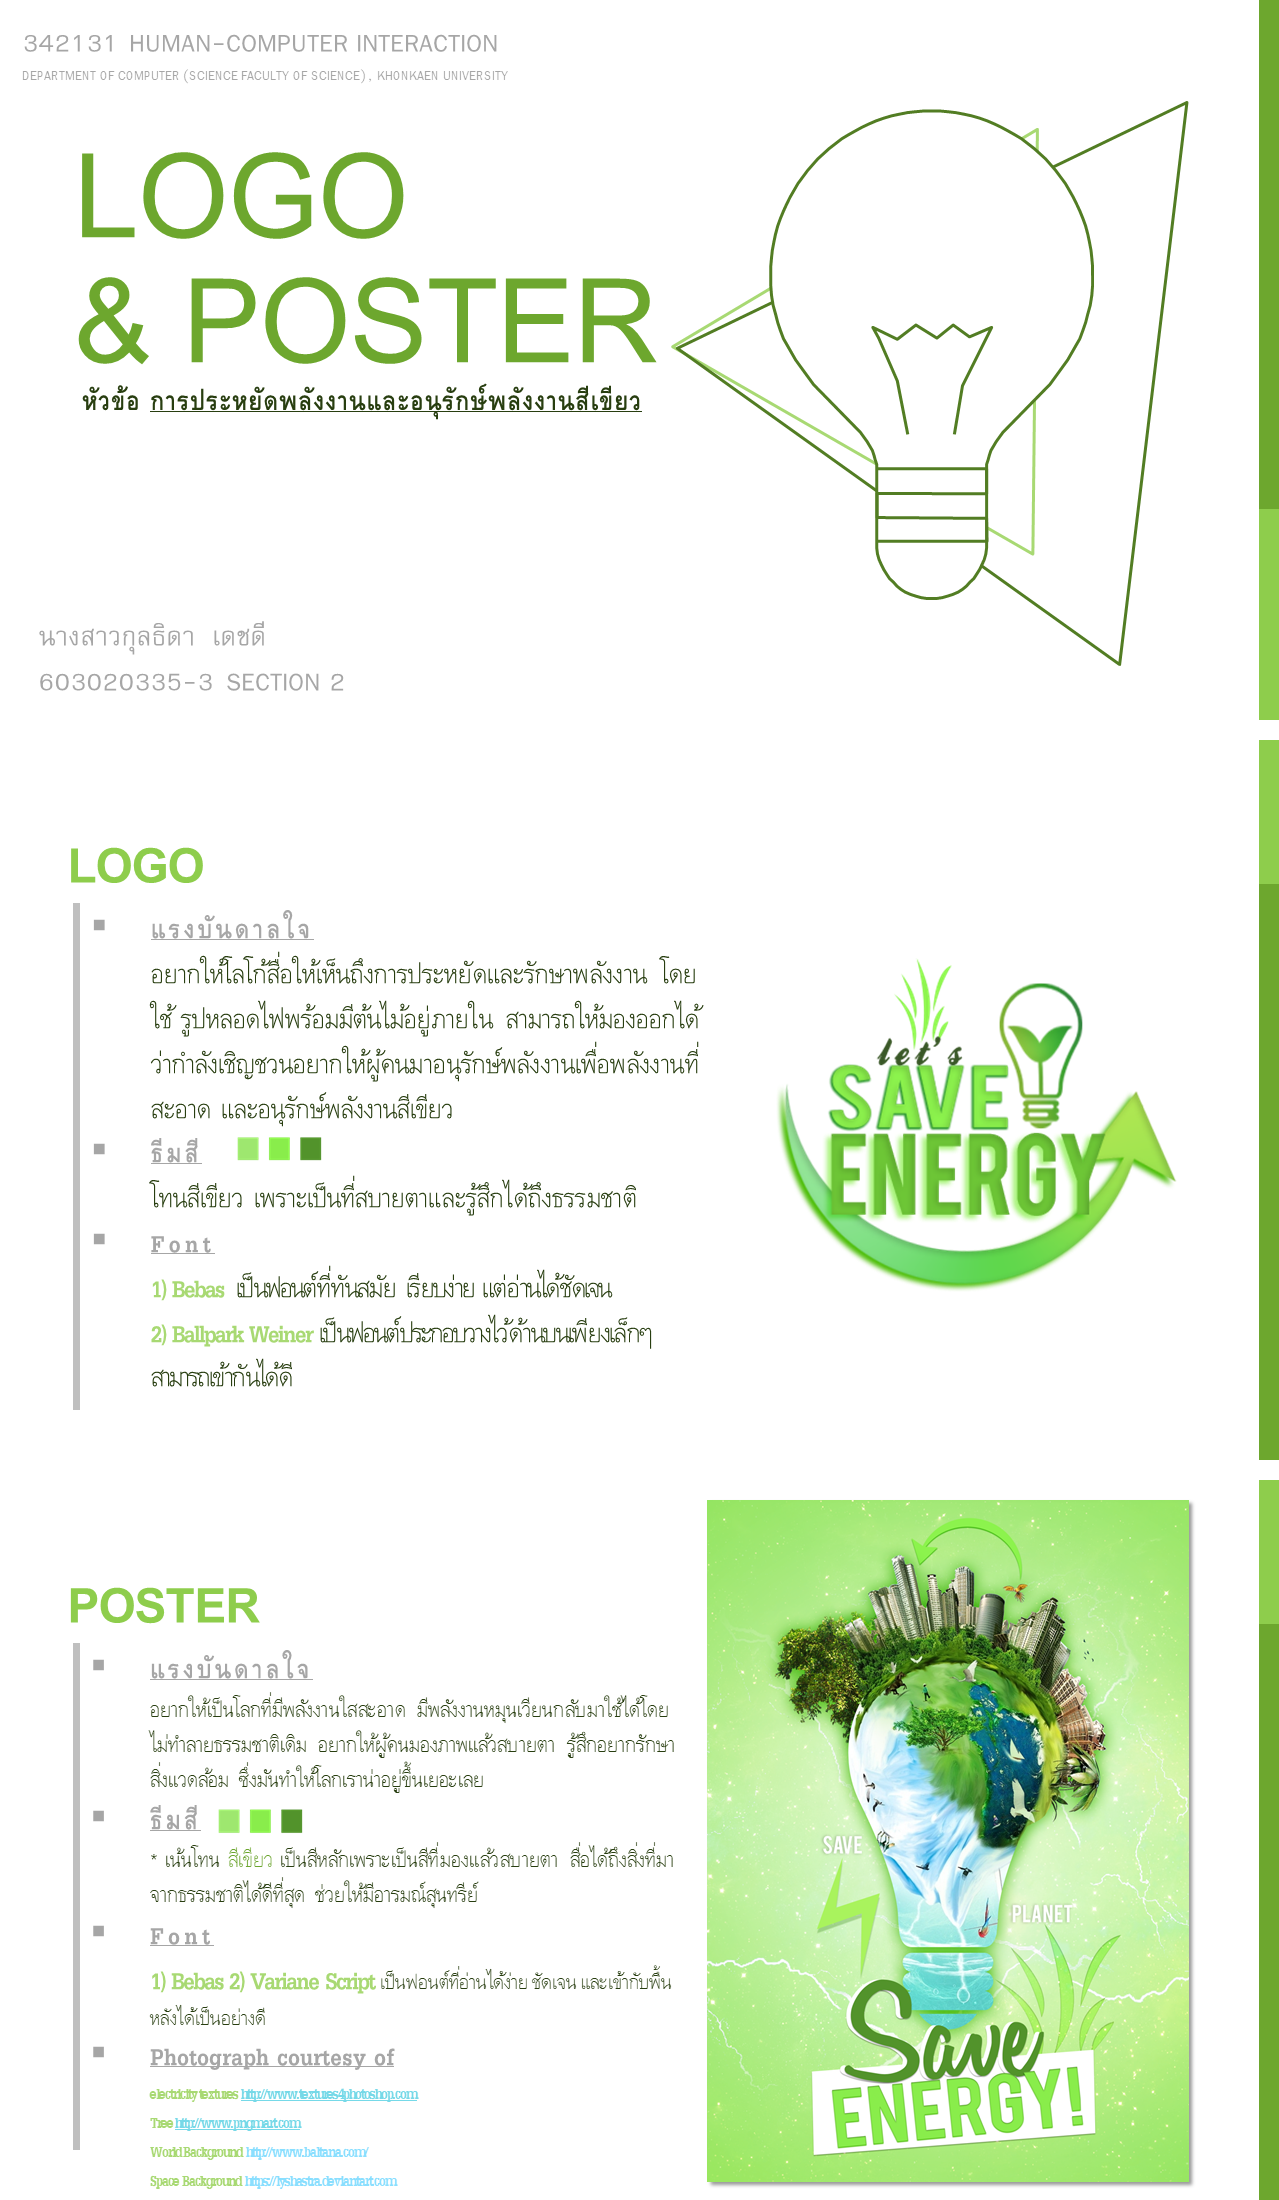 342131 HUMAN-COMPUTER INTERACTION
DEPARTMENT OF COMPUTER (SCIENCE FACULTY OF SCIENCE), KHONKAEN UNIVERSITY
LOGO
& POSTER
หัวข้อ การประหยัดพลังงานและอนุรักษ์พลังงานสีเขียว
นางสาวกุลธิดา เดชดี
603020335-3 SECTION 2
LOGO
แรงบันดาลใจ
อยากให้โลโก้สื่อให้เห็นถึงการประหยัดและรักษาพลังงาน โดย
ใช้ รูปหลอดไฟพร้อมมีต้นไม้อยู่ภายใน สามารถให้มองออกได้
ว่ากำลังเชิญชวนอยากให้ผู้คนมาอนุรักษ์พลังงานเพื่อพลังงานที่
สะอาด และอนุรักษ์พลังงานสีเขียว
ธีมสี
โทนสีเขียว เพราะเป็นที่สบายตาและรู้สึกได้ถึงธรรมชาติ
Font
1) Bebas เป็นฟอนต์ที่ทันสมัย เรียบง่าย แต่อ่านได้ชัดเจน
2) Ballpark Weiner เป็นฟอนต์ประกอบวางไว้ด้านบนเพียงเล็กๆ
สามารถเข้ากันได้ดี
let's
SAVE
ENERGY
POSTER
แรงบันดาลใจ
อยากให้เป็นโลกที่มีพลังงานใสสะอาด มีพลังงานหมุนเวียนกลับมาใช้ได้โดย
ไม่ทำลายธรรมชาติเดิม อยากให้ผู้คนมองภาพแล้วสบายตา รู้สึกอยากรักษา
สิ่งแวดล้อม ซึ่งมันทำให้โลกเราน่าอยู่ขึ้นเยอะเลย
ธีมสี
* เน้นโทน สีเขียว เป็นสีหลักเพราะเป็นสีที่มองแล้วสบายตา สื่อได้ถึงสิ่งที่มา
จากธรรมชาติได้ดีที่สุด ช่วยให้มีอารมณ์สุนทรีย์
Font
1) Bebas 2) Variane Script เป็นฟอนต์ที่อ่านได้ง่าย ชัดเจน และเข้ากับพื้น
หลังได้เป็นอย่างดี
Photograph courtesy of
electricity textures http://www.textures4photoshop.com
Tree http://www.pngmart.com
World Background http://www.baltana.com/
Space Background https://lyshastra.deviantart.com
SAVE
PLANET
Save
ENERGY!